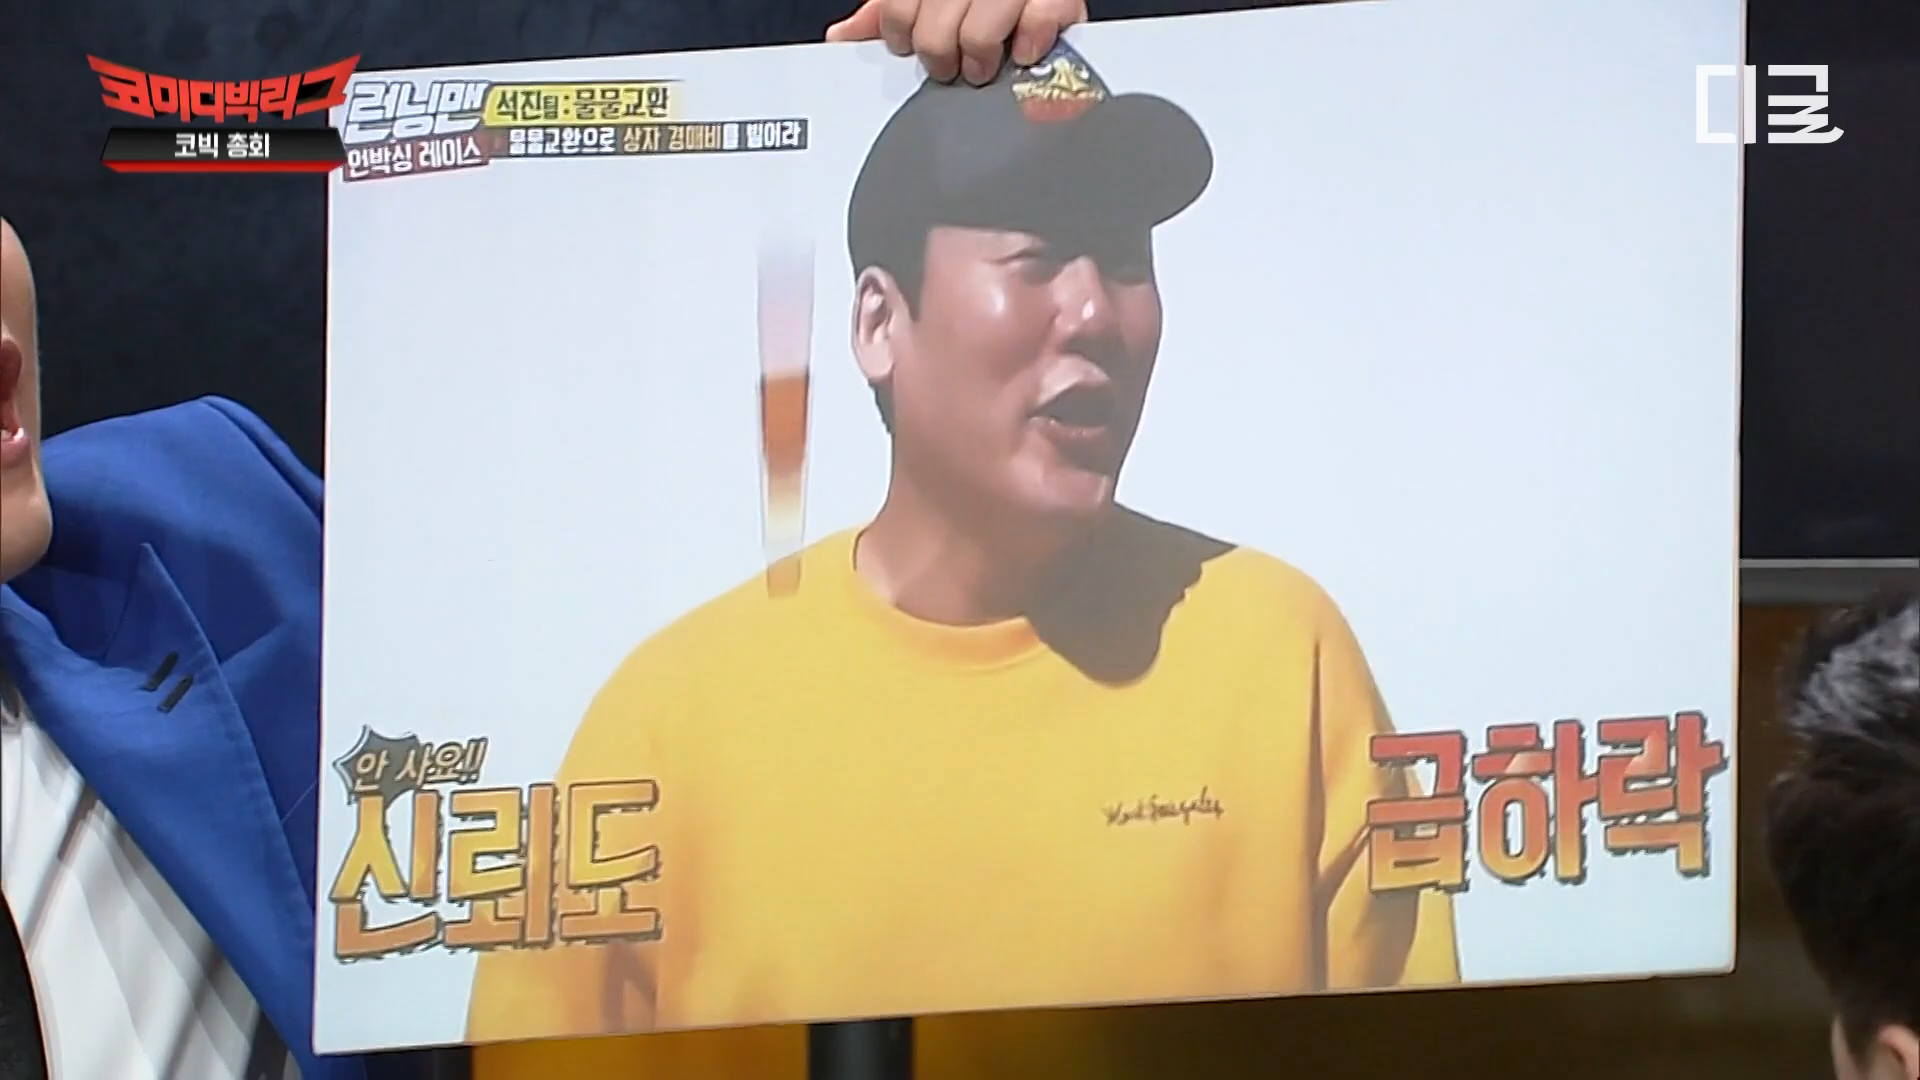 코미디빅리그
코빅 총회
디글
런닝맨
언박싱 레이스
석진팀:물물교환
물물교환으로 상자 경매비를 벌어라
안 사요!!
신뢰도
급하락
Mark Gonzales